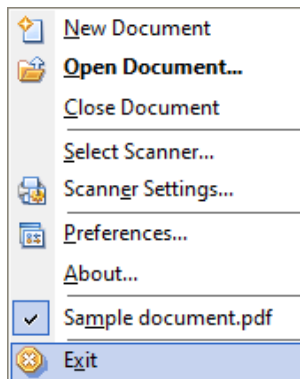 New Document
Open Document...
Close Document
Select Scanner...
Scanner Settings...
Preferences...
About...
Sample document.pdf
Exit